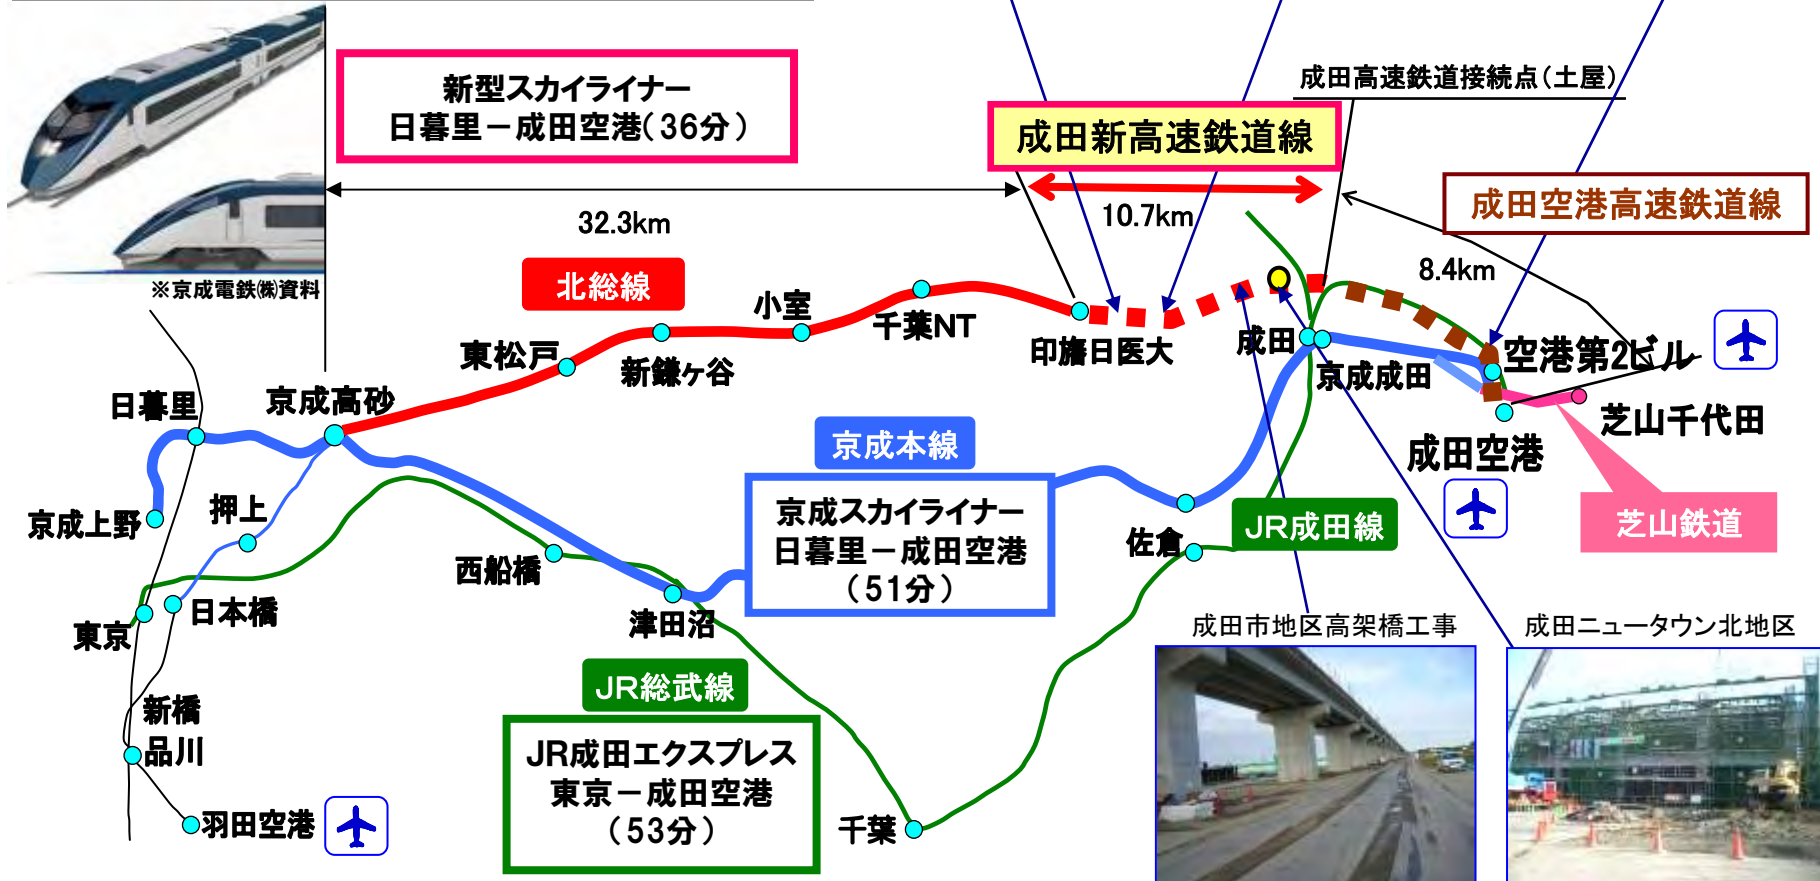 新型スカイライナー
日暮里－成田空港(36分)
成田高速鉄道接続点(土屋)
成田新高速鉄道線
成田空港高速鉄道線
32.3km
10.7km
8.4km
※京成電鉄㈱資料
北総線
小室
千葉NT
東松戸
新鎌ヶ谷
印旛日医大
成田
京成成田
空港第2ビル
日暮里
京成高砂
芝山千代田
成田空港
京成本線
京成スカイライナー
日暮里－成田空港
(51分)
京成上野
押上
西船橋
佐倉
JR成田線
芝山鉄道
東京
日本橋
津田沼
成田市地区高架橋工事
成田ニュータウン北地区
JR総武線
JR成田エクスプレス
東京－成田空港
(53分)
新橋
品川
羽田空港
千葉